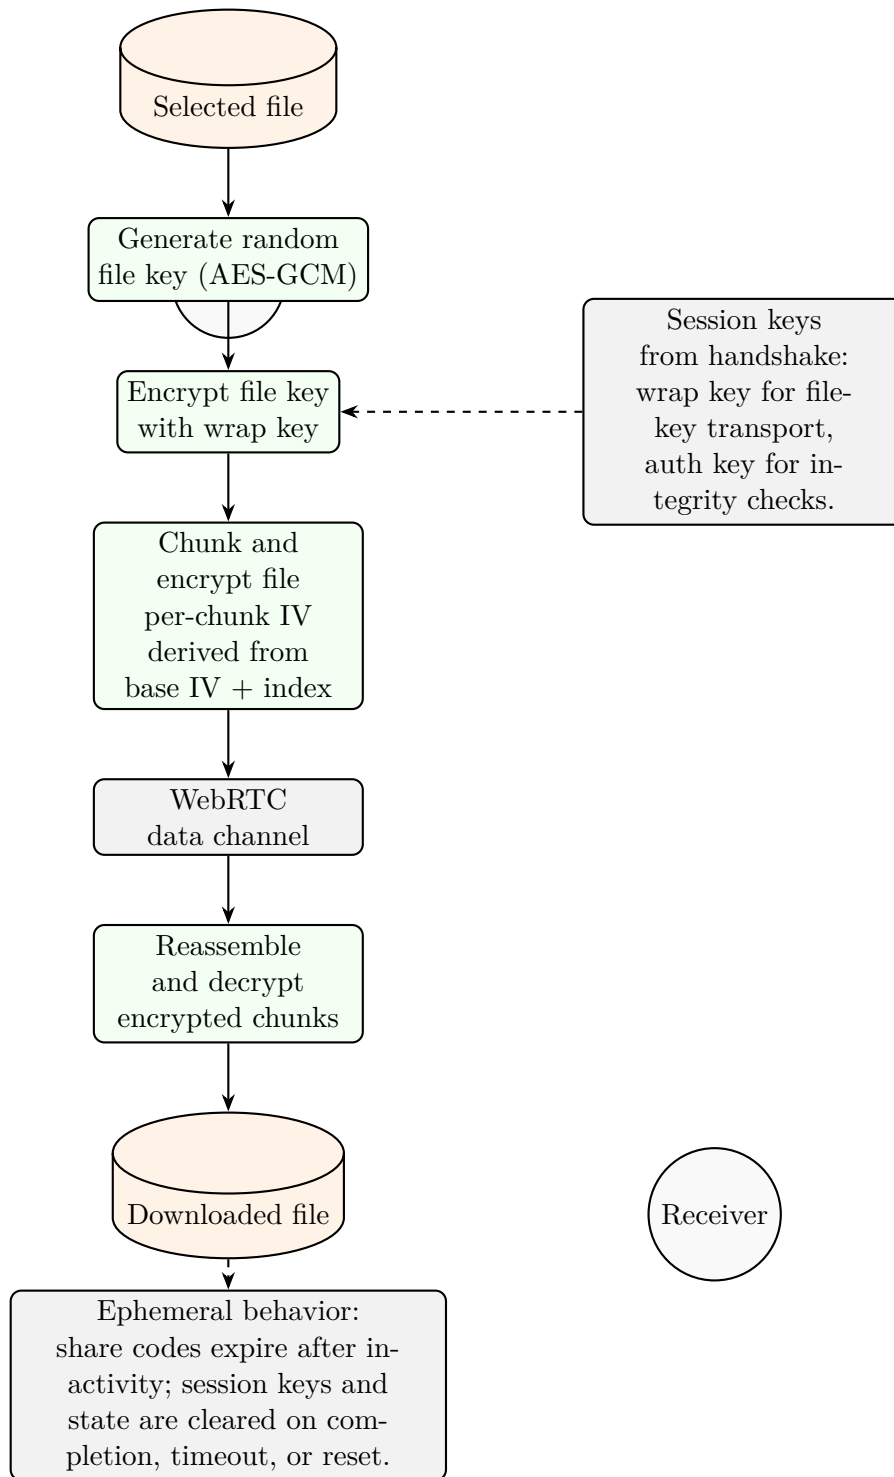 Selected file
Generate random
file key (AES-GCM)
Session keys
from handshake:
wrap key for file-
key transport,
auth key for in-
tegrity checks.
Encrypt file key
with wrap key
Chunk and
encrypt file
per-chunk IV
derived from
base IV + index
WebRTC
data channel
Reassemble
and decrypt
encrypted chunks
Downloaded file
Receiver
Ephemeral behavior:
share codes expire after in-
activity; session keys and
state are cleared on com-
pletion, timeout, or reset.